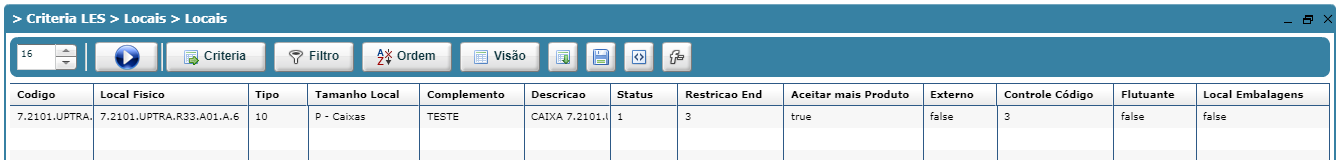 > Criteria LES > Locais > Locais
16 Criteria Filtro Ordem Visão
Codigo Local Fisico Tipo Tamanho Local Complemento Descricao Status Restricao End Aceitar mais Produto Externo Controle Código Flutuante Local Embalagens
7.2101.UPTRA. 7.2101.UPTRA.R33.A01.A.6 10 P - Caixas TESTE CAIXA 7.2101.U 1 3 true false 3 false false